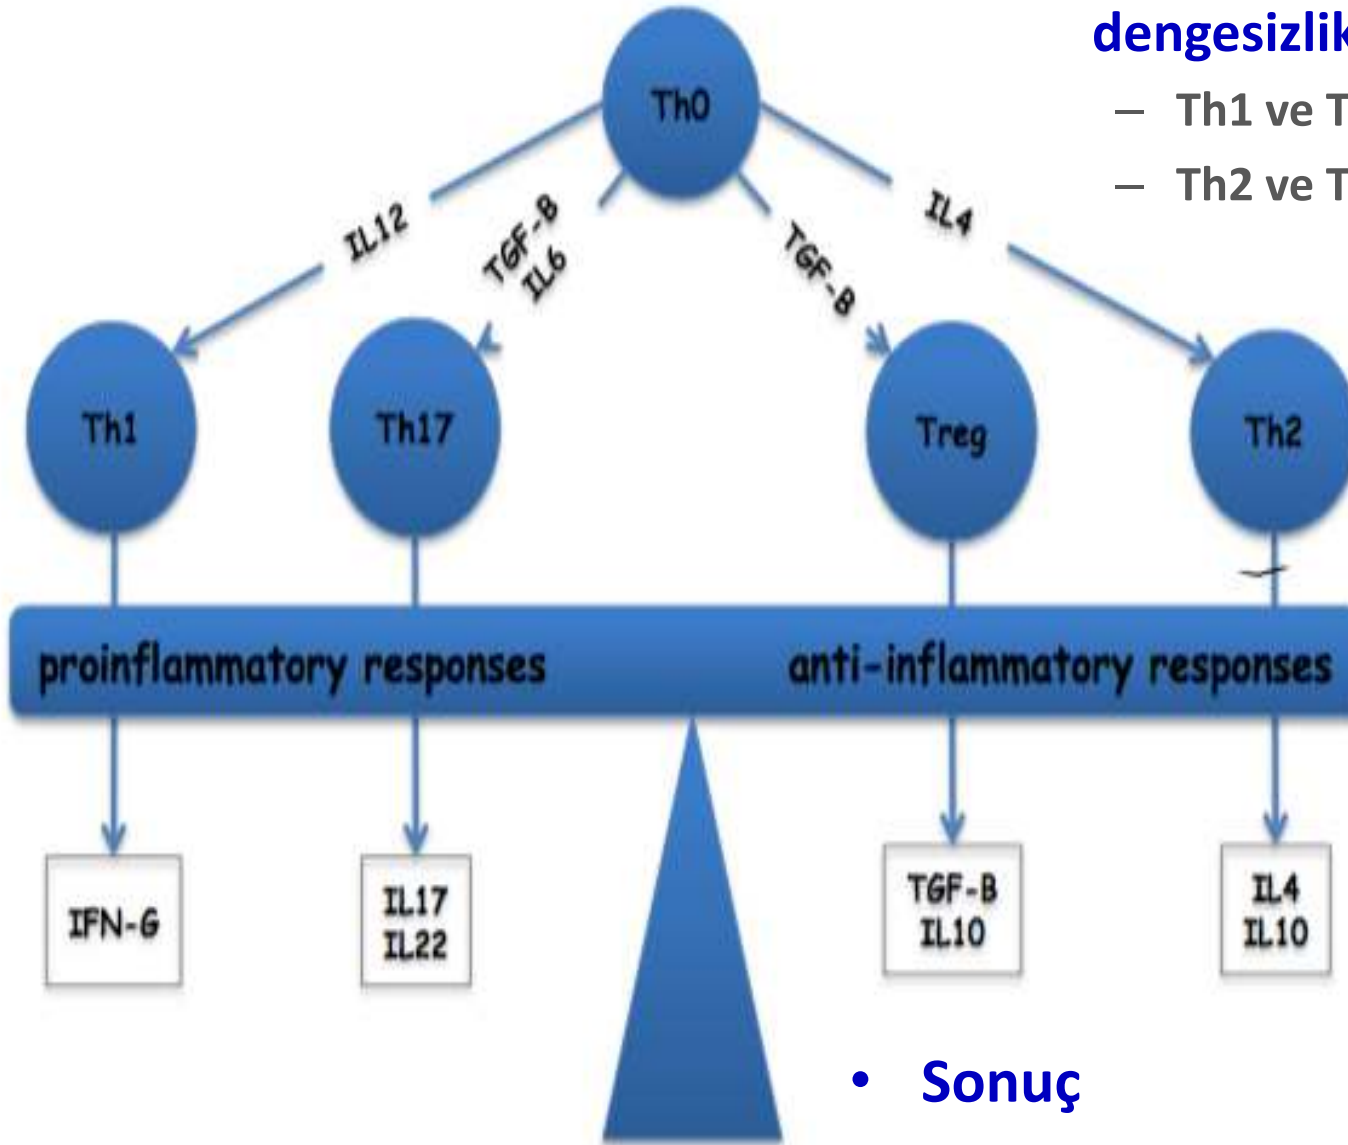 dengesizlik
– Th1 ve T
– Th2 ve T
Th0
IL12
TGF-B
IL6
TGF-B
IL4
Th1
Th17
Treg
Th2
proinflammatory responses
anti-inflammatory responses
IFN-G
IL17
IL22
TGF-B
IL10
IL4
IL10
• Sonuç